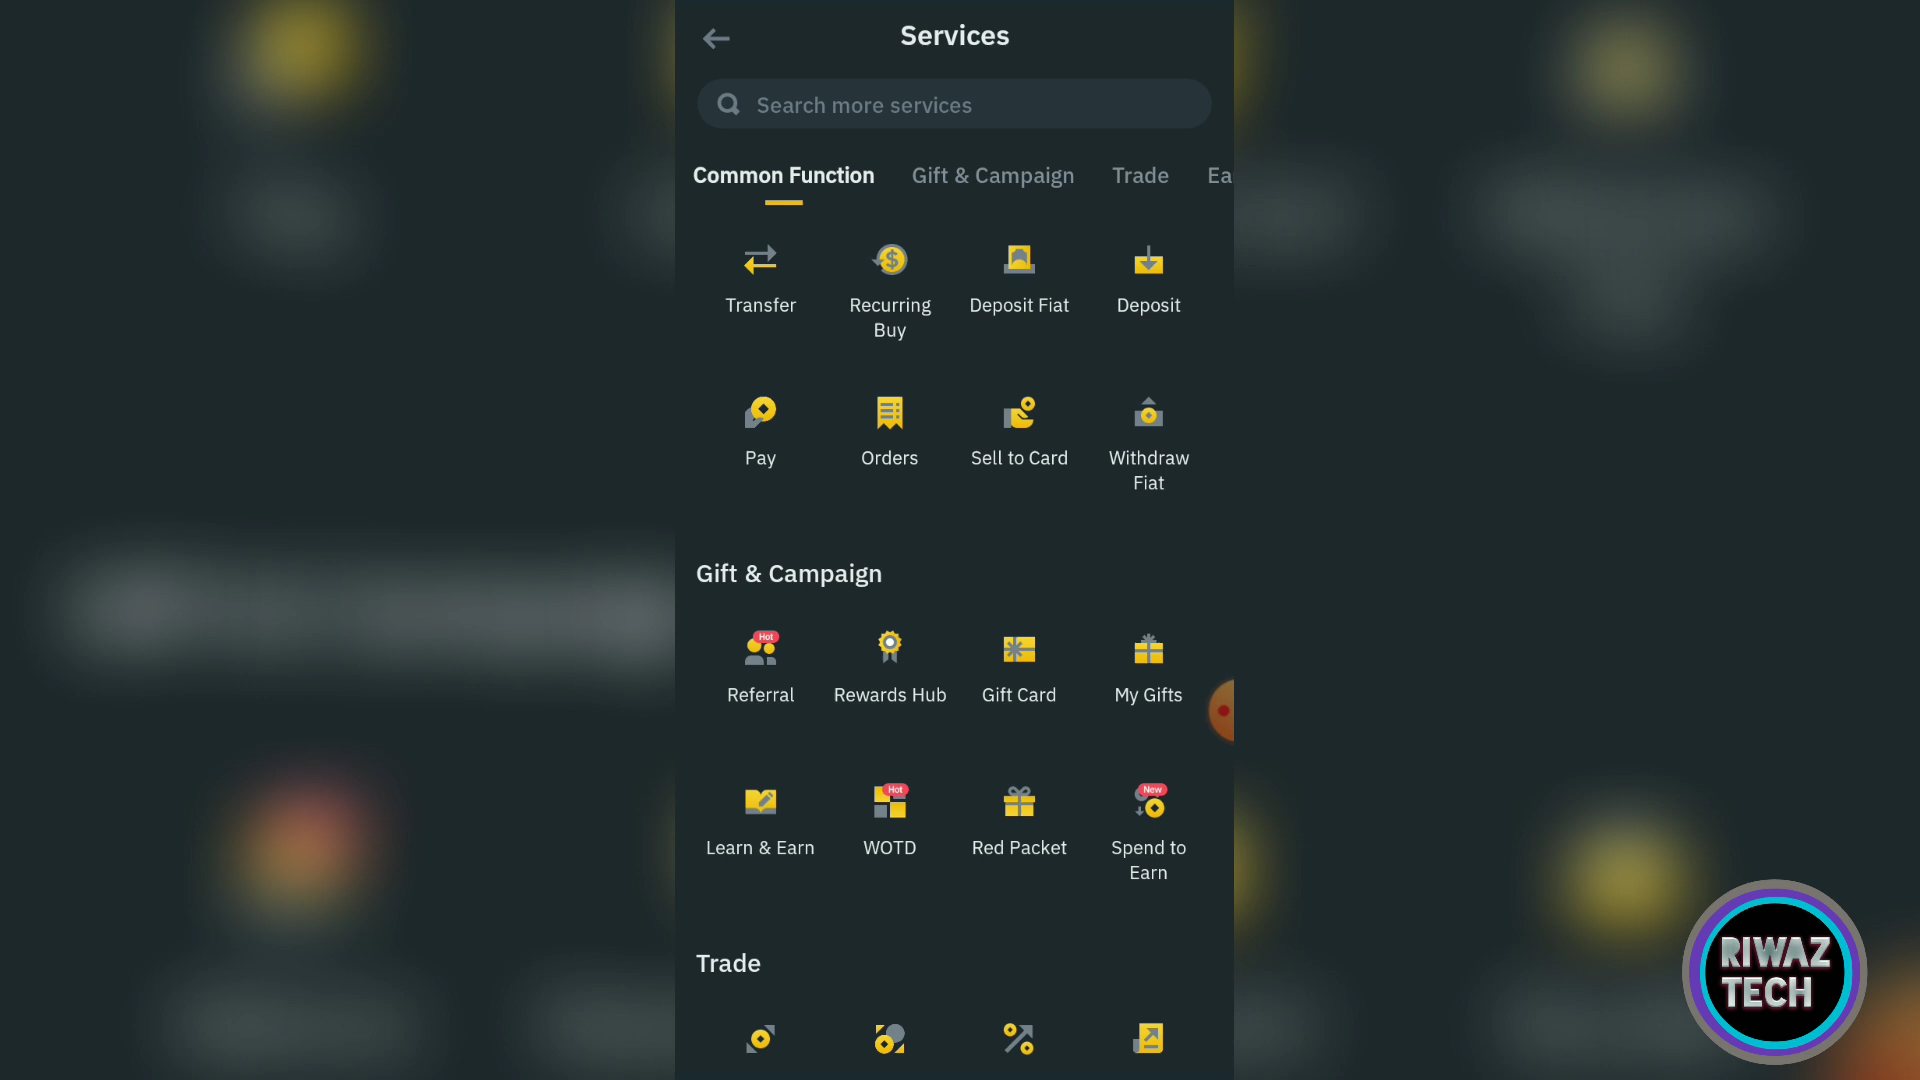 Services
Search more services
Common Function Gift & Campaign Trade Ea
Transfer Recurring Buy Deposit Fiat Deposit
Pay Orders Sell to Card Withdraw Fiat
Gift & Campaign
Hot
Referral Rewards Hub Gift Card My Gifts
Hot New
Learn & Earn WOTD Red Packet Spend to Earn
Trade
RIWAZ
TECH